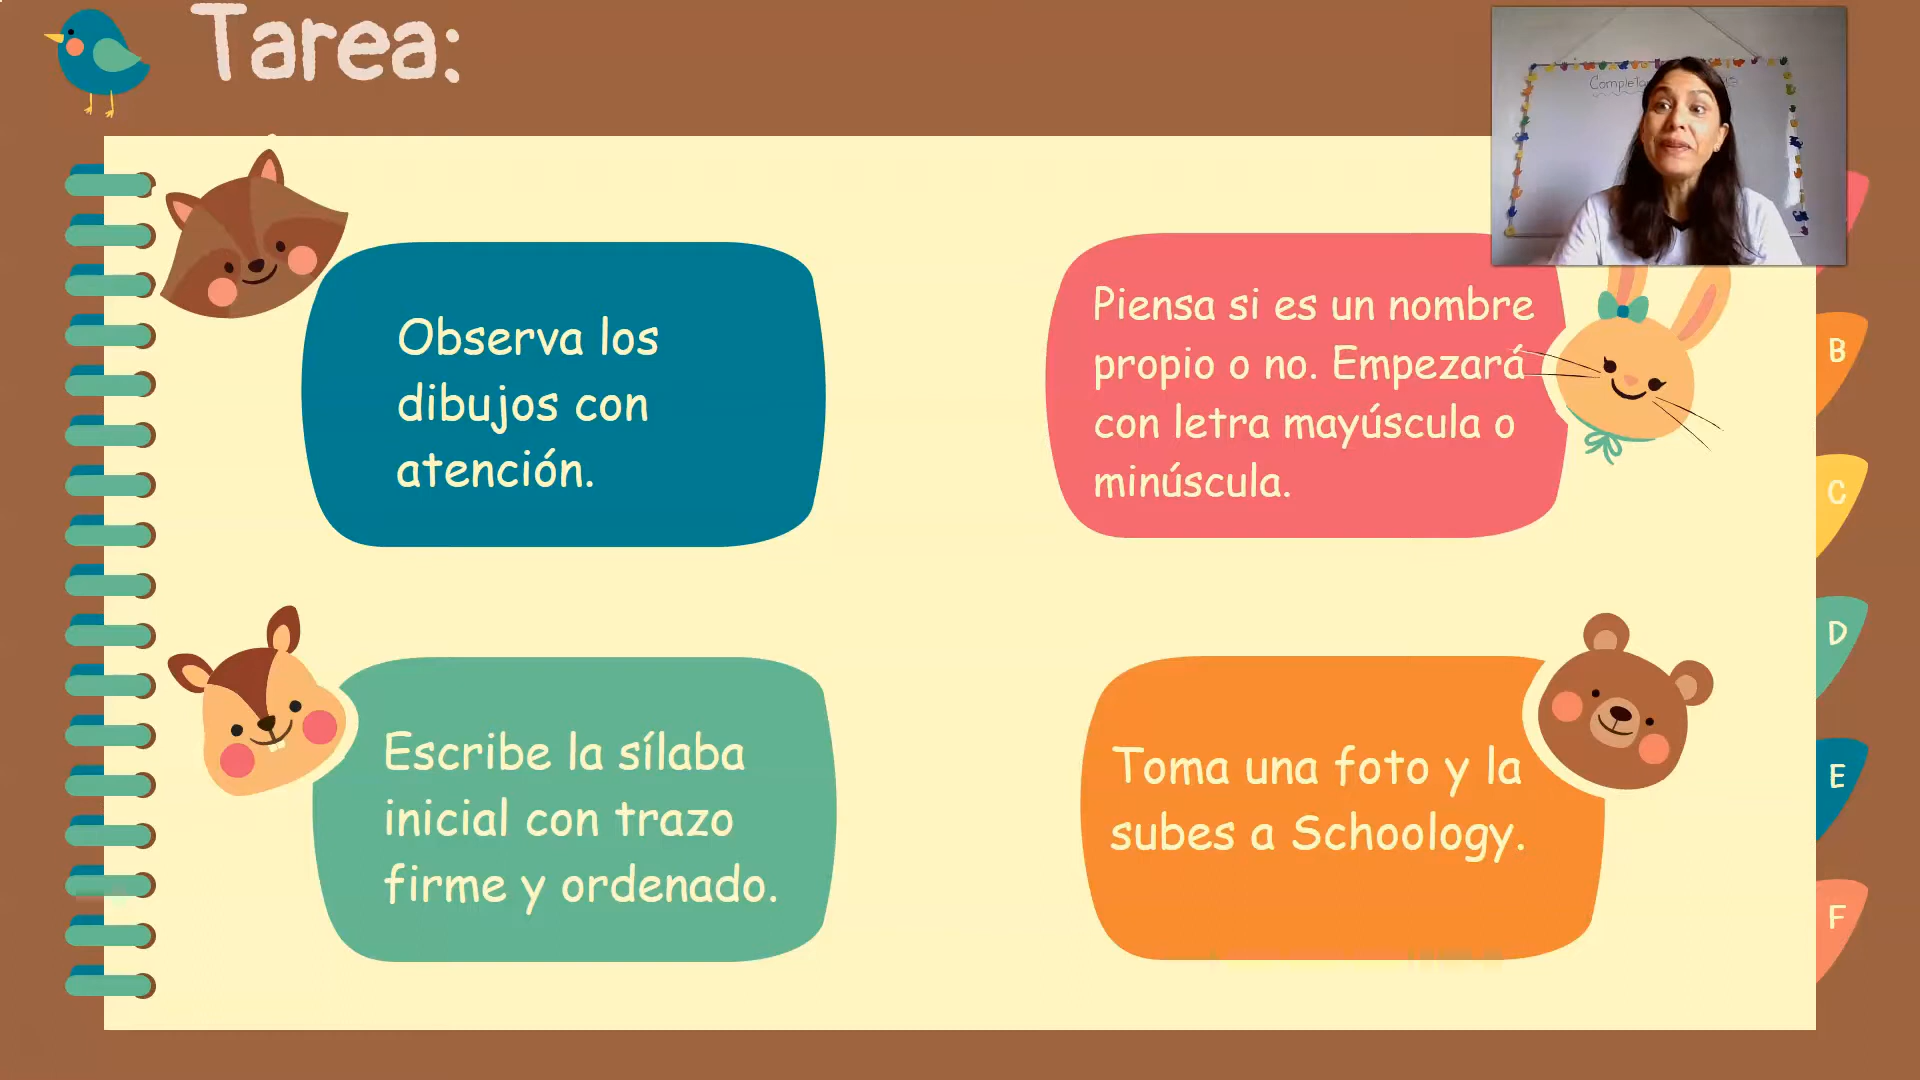 Tarea:
Observa los
dibujos con
atención.
Piensa si es un nombre
propio o no. Empezará
con letra mayúscula o
minúscula.
Escribe la sílaba
inicial con trazo
firme y ordenado.
Toma una foto y la
subes a Schoology.
B
C
D
E
F